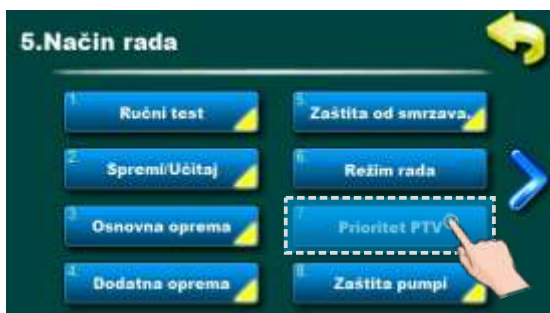 5.Način rada
1. Ručni test
2. Spremi/Učitaj
3. Osnovna oprema
4. Dodatna oprema
5. Zaštita od smrzava.
6. Režim rada
7. Prioritet PTV
8. Zaštita pumpi